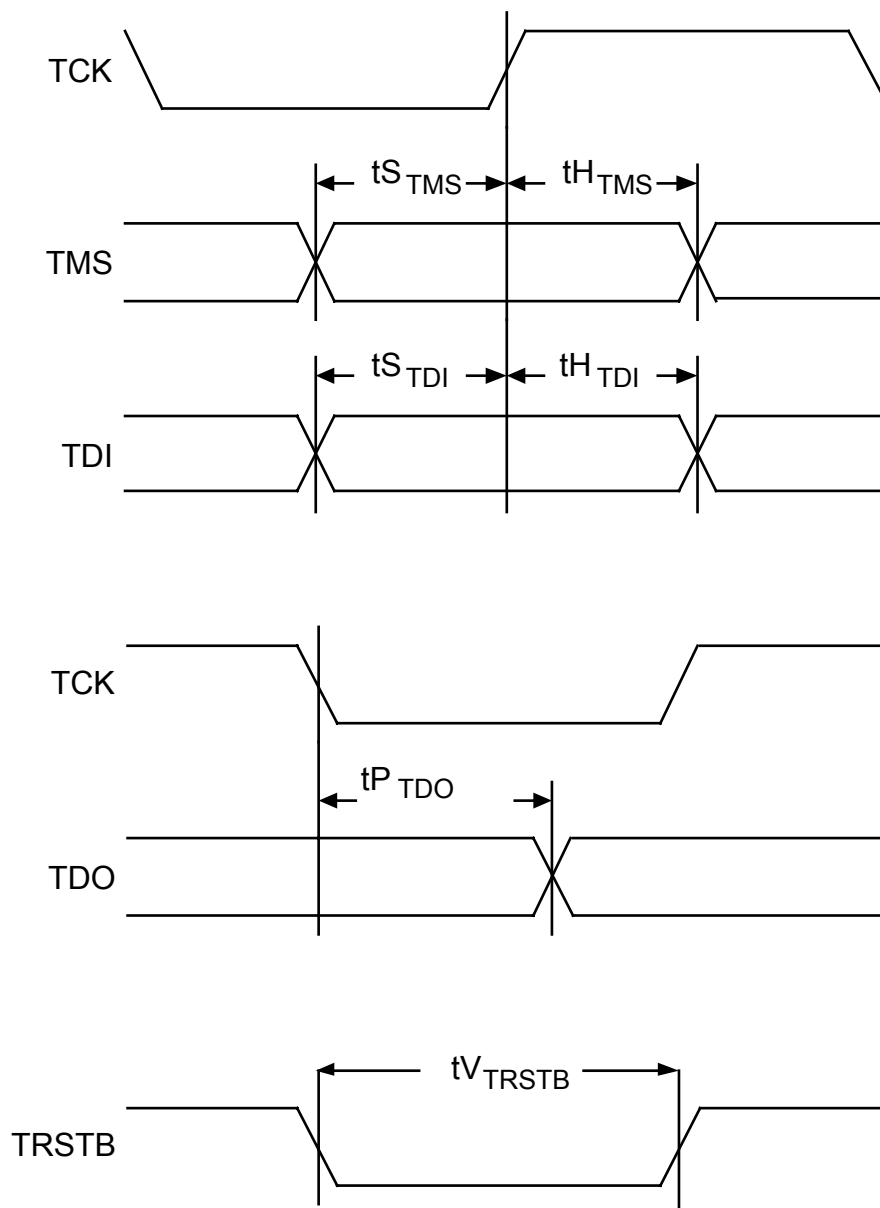 TCK
tS TMS tH TMS
TMS
tS TDI tH TDI
TDI
TCK
tP TDO
TDO
tV TRSTB
TRSTB